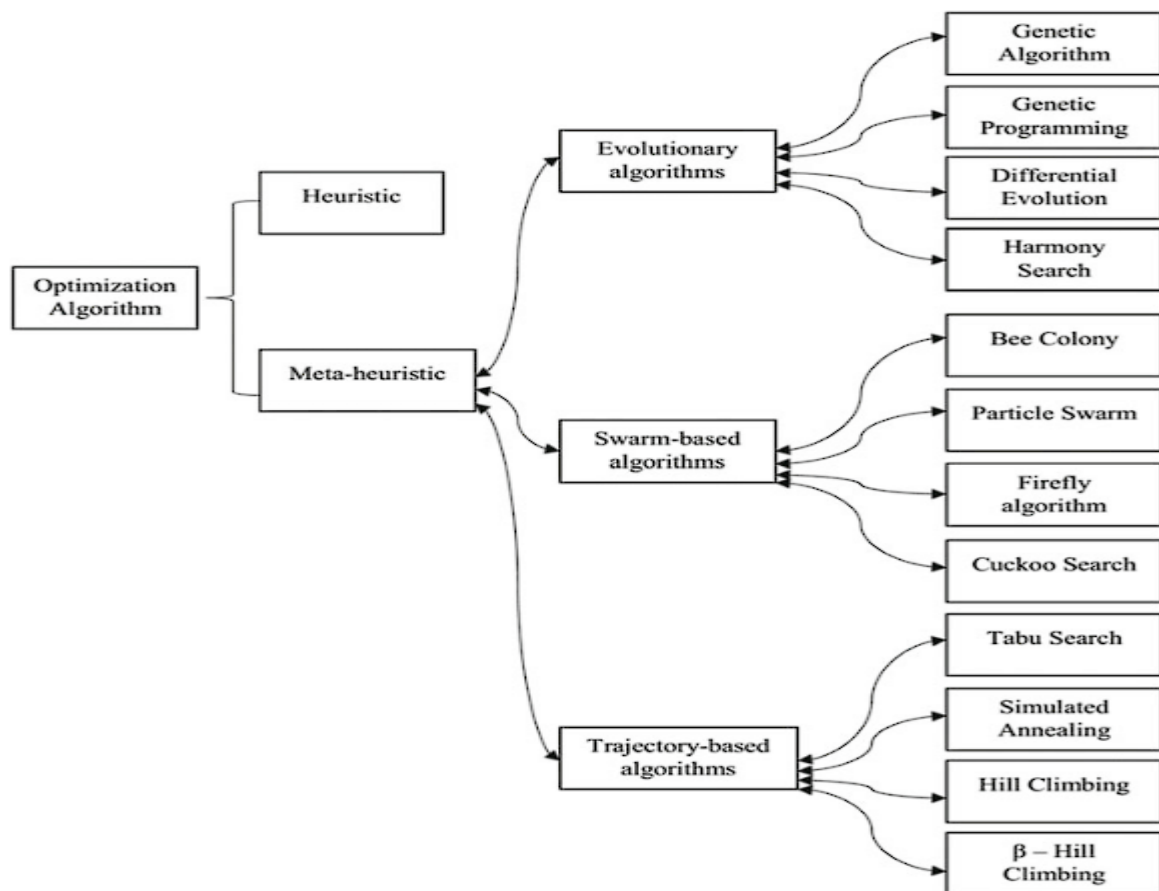 Optimization
Algorithm
Heuristic
Meta-heuristic
Evolutionary
algorithms
Swarm-based
algorithms
Trajectory-based
algorithms
Genetic
Algorithm
Genetic
Programming
Differential
Evolution
Harmony
Search
Bee Colony
Particle Swarm
Firefly
algorithm
Cuckoo Search
Tabu Search
Simulated
Annealing
Hill Climbing
β – Hill
Climbing